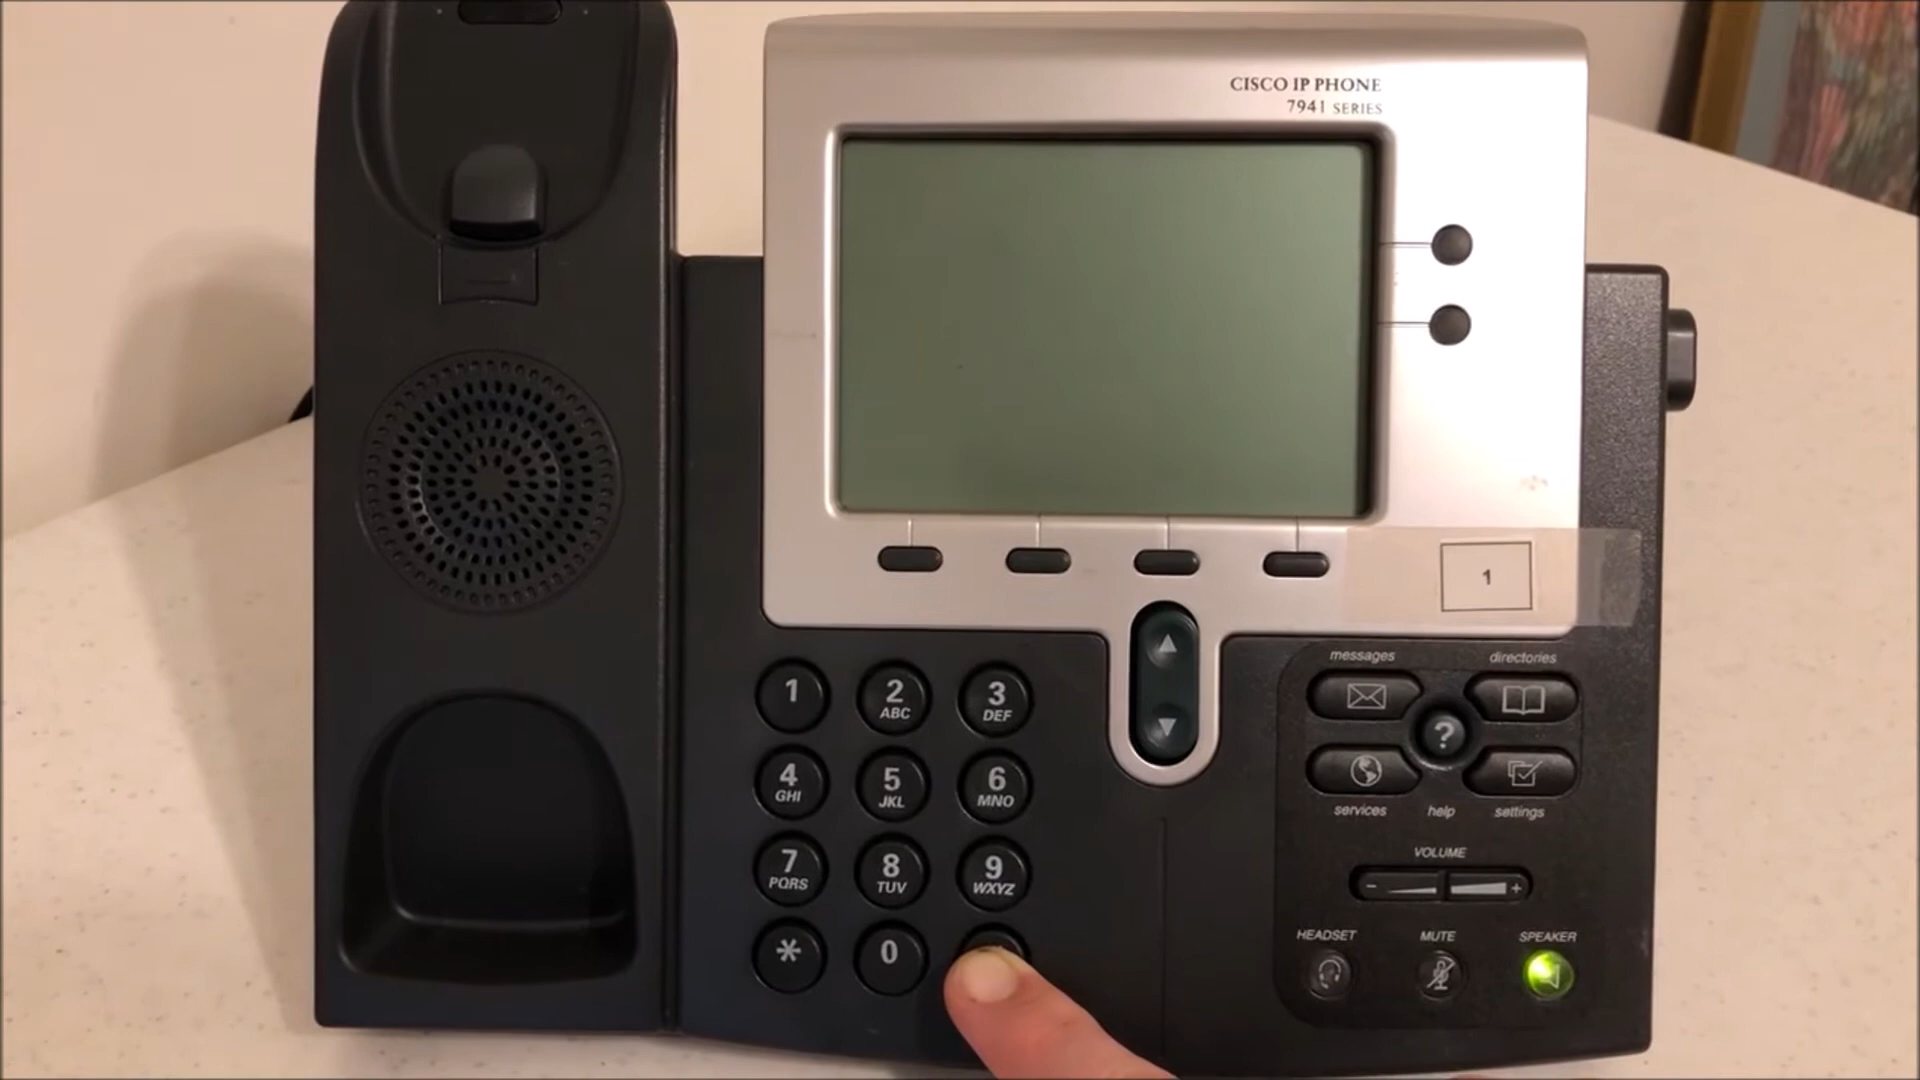 CISCO IP PHONE
7941 SERIES
1
messages directories
?
services help settings
1 2 3
ABC DEF
4 5 6
GHI JKL MNO
7 8 9
PQRS TUV WXYZ
* 0
VOLUME
- +
HEADSET MUTE SPEAKER